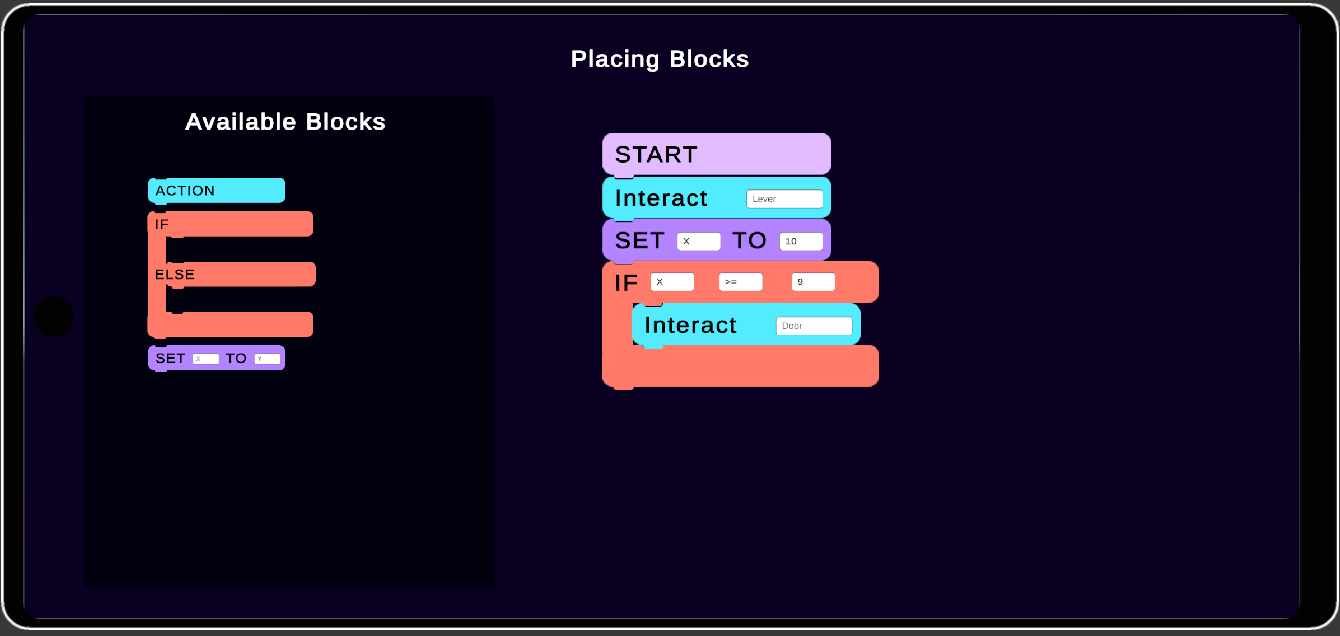 Placing Blocks
Available Blocks
ACTION
IF
ELSE
SET X TO Y
START
Interact Lever
SET X TO 10
IF X >= 9
Interact Door